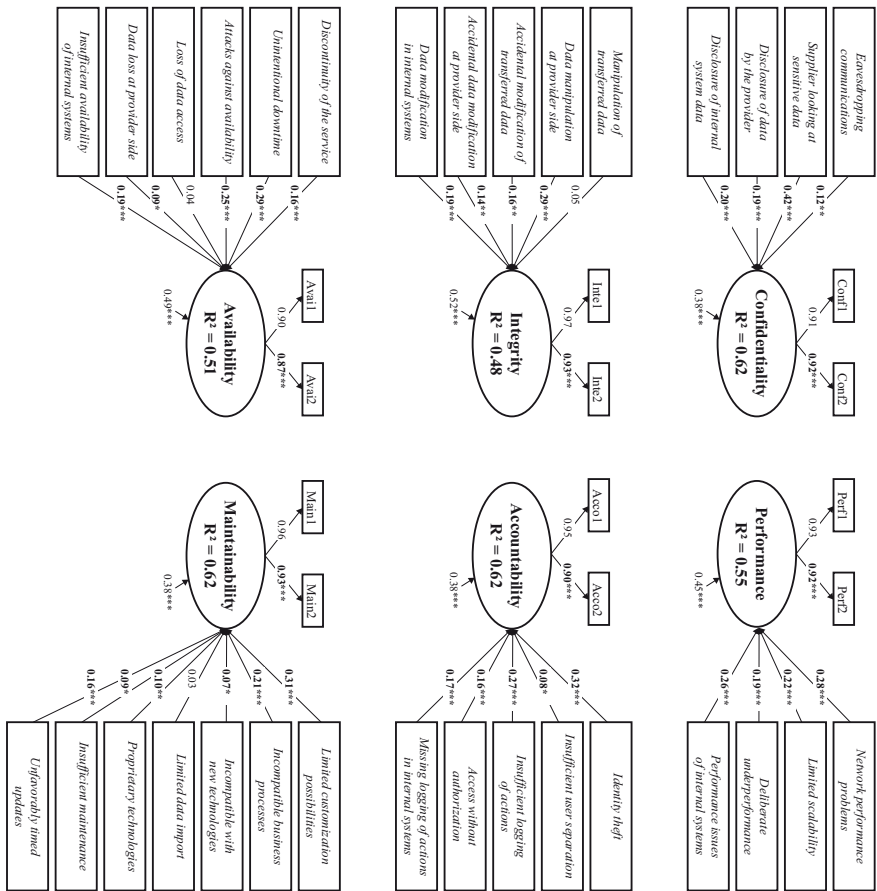 Eavesdropping
communications
Supplier looking at
sensitive data
Disclosure of data
by the provider
Disclosure of internal
system data
0.12**
0.42***
0.19***
0.20***
Conf1
Conf2
0.91
0.92***
Confidentiality
R² = 0.62
0.38***
Perf1
Perf2
0.93
0.92***
Performance
R² = 0.55
0.45***
0.28***
0.22***
0.19***
0.26***
Network performance
problems
Limited scalability
Deliberate
underperformance
Performance issues
of internal systems
Manipulation of
transferred data
Data manipulation
at provider side
Accidental modification of
transferred data
Accidental data modification
at provider side
Data modification
in internal systems
0.05
0.29***
0.16**
0.14**
0.19***
Inte1
Inte2
0.97
0.93***
Integrity
R² = 0.48
0.52***
Acco1
Acco2
0.95
0.90***
Accountability
R² = 0.62
0.38***
0.32***
0.08*
0.27***
0.16***
0.17***
Identity theft
Insufficient user separation
Insufficient logging
of actions
Access without
authorization
Missing logging of actions
in internal systems
Discontinuity of the service
Unintentional downtime
Attacks against availability
Loss of data access
Data loss at provider side
Insufficient availability
of internal systems
0.16***
0.29***
0.25***
0.04
0.09*
0.19***
Avai1
Avai2
0.90
0.87***
Availability
R² = 0.51
0.49***
Main1
Main2
0.96
0.93***
Maintainability
R² = 0.62
0.38***
0.31***
0.21***
0.07*
0.03
0.10**
0.09*
0.16***
Limited customization
possibilities
Incompatible business
processes
Incompatible with
new technologies
Limited data import
Proprietary technologies
Insufficient maintenance
Unfavorably timed
updates